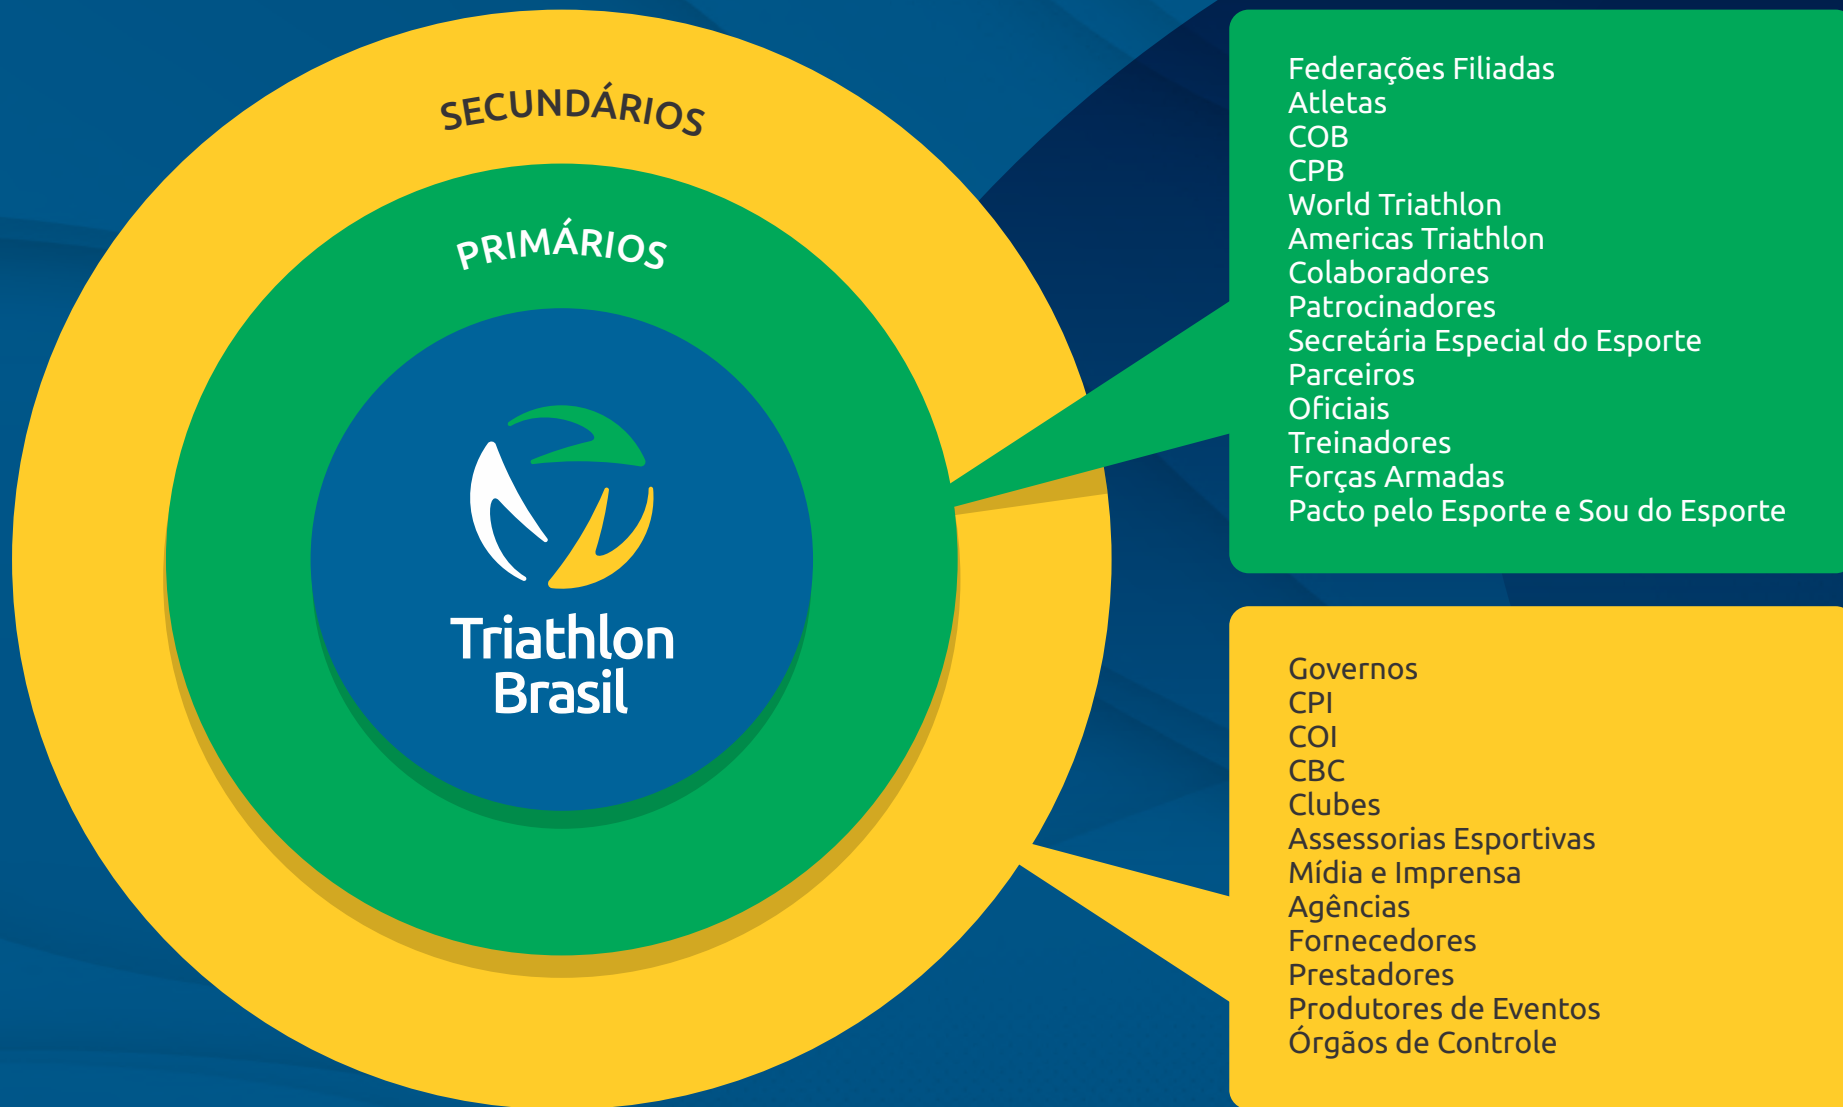 SECUNDÁRIOS
PRIMÁRIOS
Triathlon
Brasil
Federações Filiadas
Atletas
COB
CPB
World Triathlon
Americas Triathlon
Colaboradores
Patrocinadores
Secretária Especial do Esporte
Parceiros
Oficiais
Treinadores
Forças Armadas
Pacto pelo Esporte e Sou do Esporte
Governos
CPI
COI
CBC
Clubes
Assessorias Esportivas
Mídia e Imprensa
Agências
Fornecedores
Prestadores
Produtores de Eventos
Órgãos de Controle